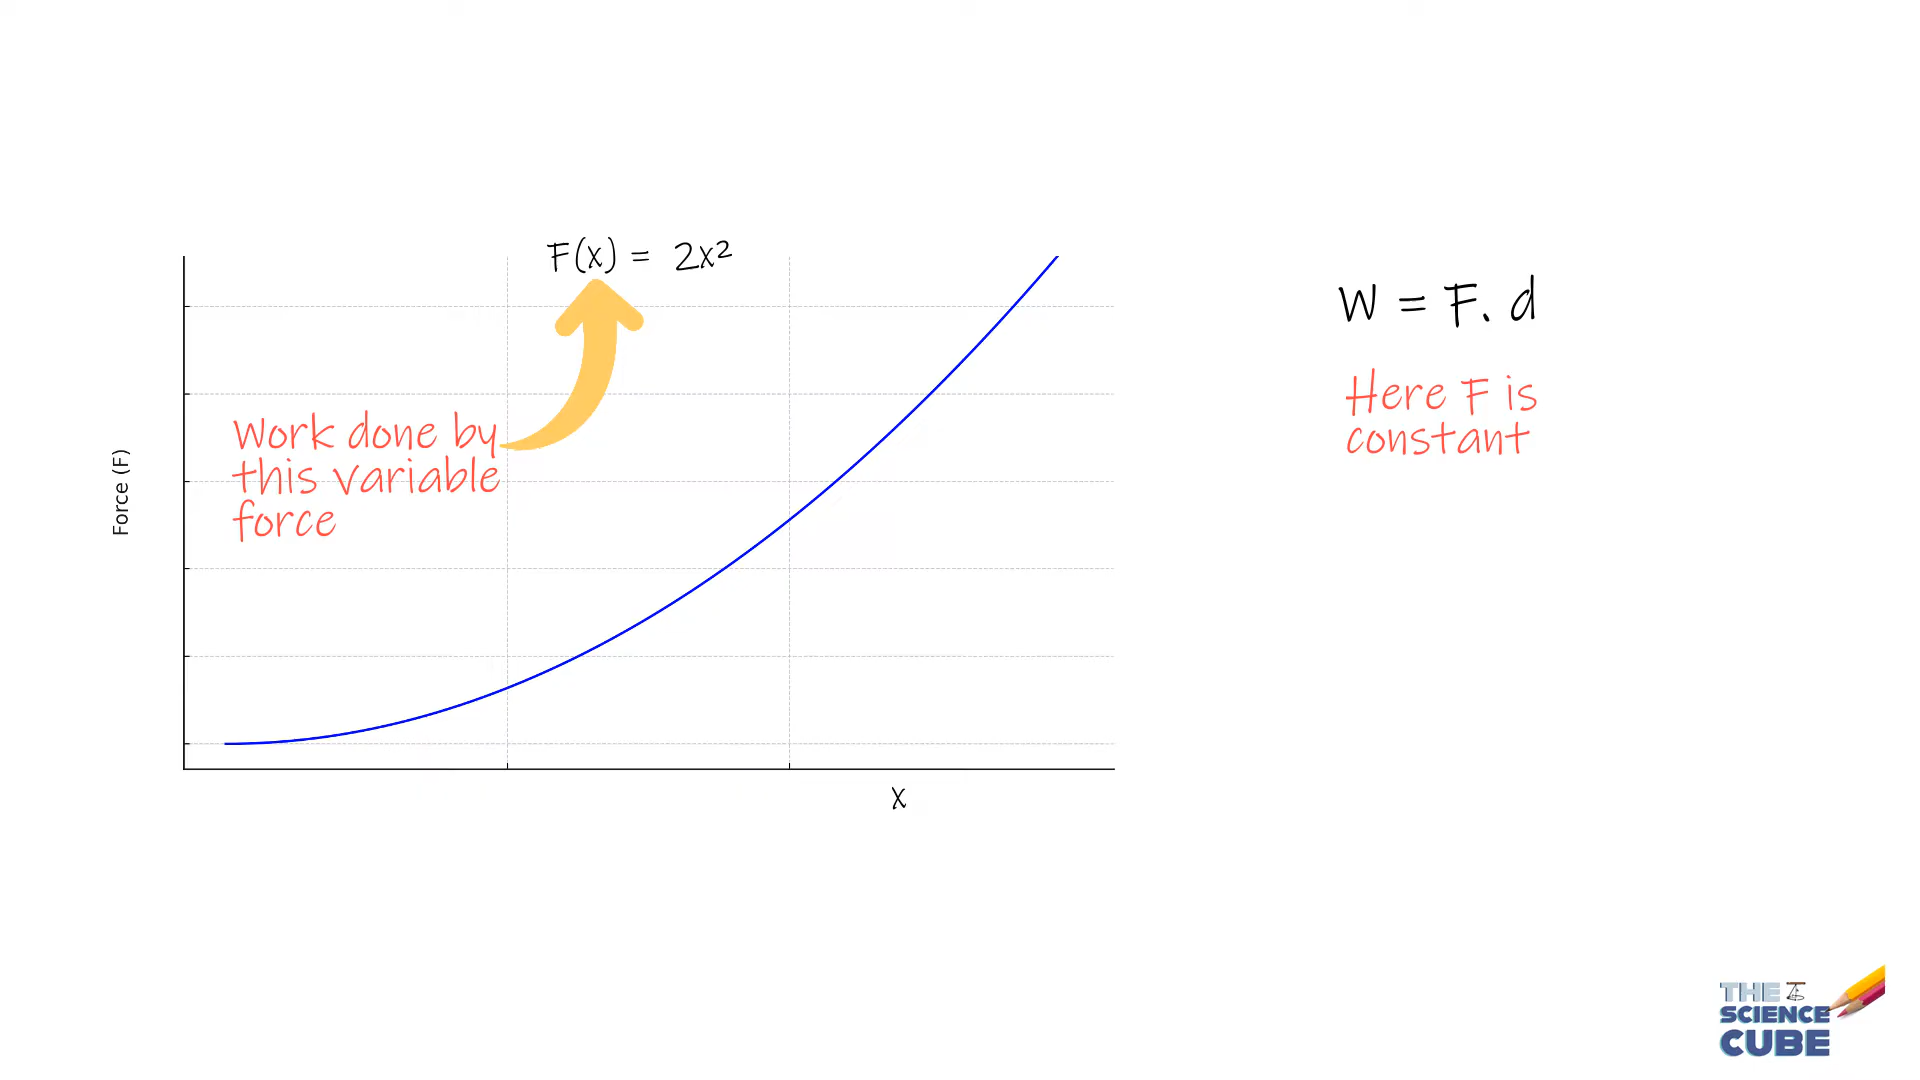 F(x) = 2x²
Work done by
this variable
force
Force (F)
X
W = F. d
Here F is
constant
THE
SCIENCE
CUBE